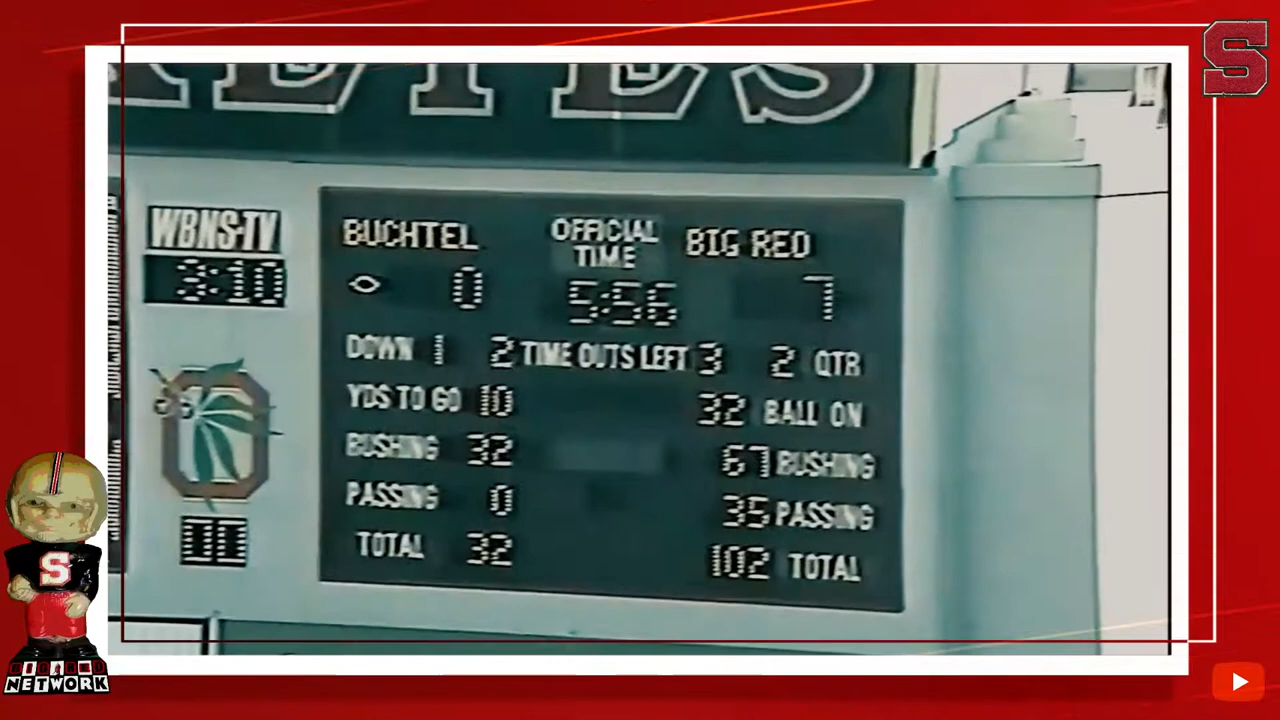 S
WBNS-TV
3:10
BUCHTEL
OFFICIAL
TIME
BIG RED
0
5:56
7
DOWN 1 2 TIME OUTS LEFT 3 2 QTR
YDS TO GO 10
32 BALL ON
RUSHING 32
67 RUSHING
PASSING 0
35 PASSING
TOTAL 32
102 TOTAL
S
NETWORK